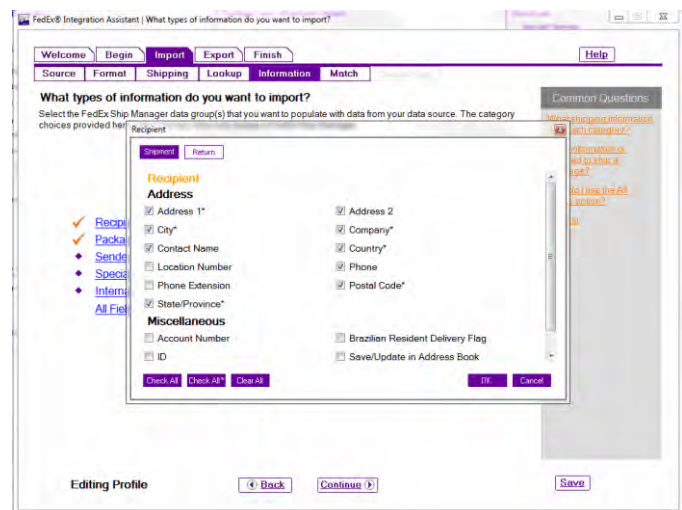 FedEx® Integration Assistant | What types of information do you want to import?
Welcome Begin Import Export Finish Help
Source Format Shipping Lookup Information Match
What types of information do you want to import?
Common Questions
Select the FedEx Ship Manager data group(s) that you want to populate with data from your data source. The category
choices provided
Recipient
Shipment Return
Recipient
Address
Address 1* Address 2
City* Company*
Contact Name Country*
Location Number Phone
Phone Extension Postal Code*
State/Province*
Miscellaneous
Account Number Brazilian Resident Delivery Flag
ID Save/Update in Address Book
Check All Check All* Clear All OK Cancel
Recipi
Packa
Sende
Specia
Interna
All Fiel
Editing Profile Back Continue Save